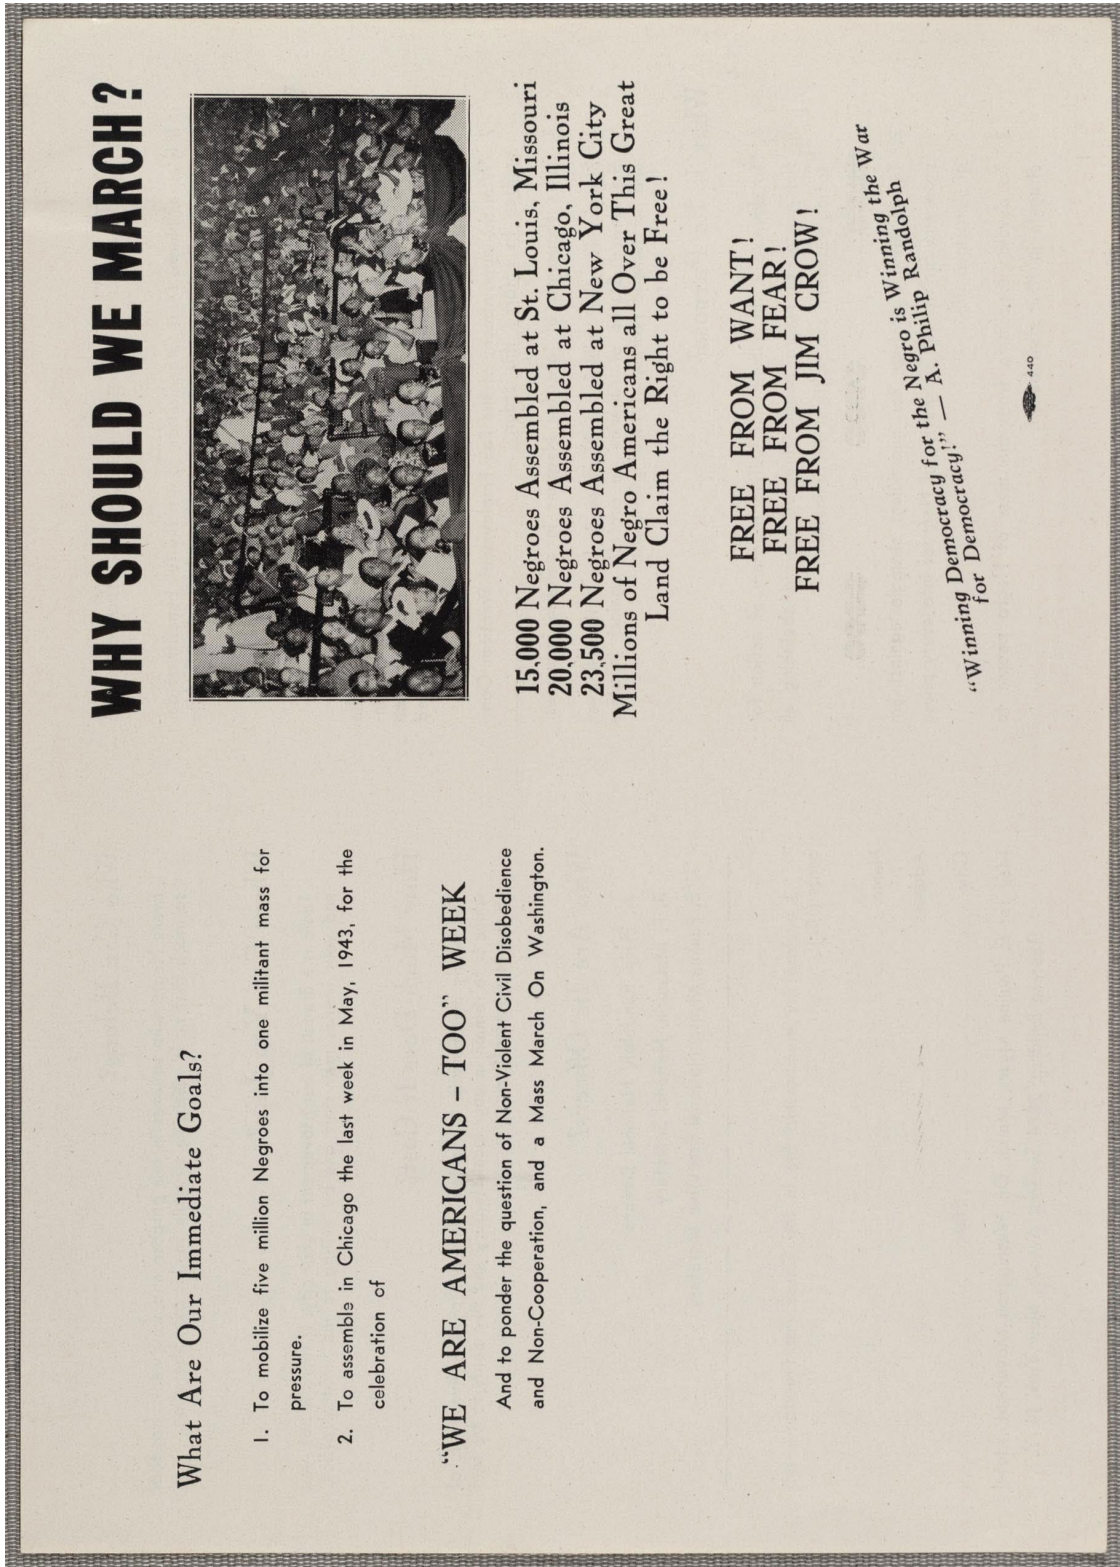 What Are Our Immediate Goals?
1. To mobilize five million Negroes into one militant mass for
pressure.
2. To assemble in Chicago the last week in May, 1943, for the
celebration of
"WE ARE AMERICANS – TOO" WEEK
And to ponder the question of Non-Violent Civil Disobedience
and Non-Cooperation, and a Mass March On Washington.
WHY SHOULD WE MARCH?
15.000 Negroes Assembled at St. Louis, Missouri
20.000 Negroes Assembled at Chicago, Illinois
23.500 Negroes Assembled at New York City
Millions of Negro Americans all Over This Great
Land Claim the Right to be Free!
FREE FROM WANT!
FREE FROM FEAR!
FREE FROM JIM CROW!
"Winning Democracy for the Negro is Winning the War
for Democracy!" — A. Philip Randolph
440